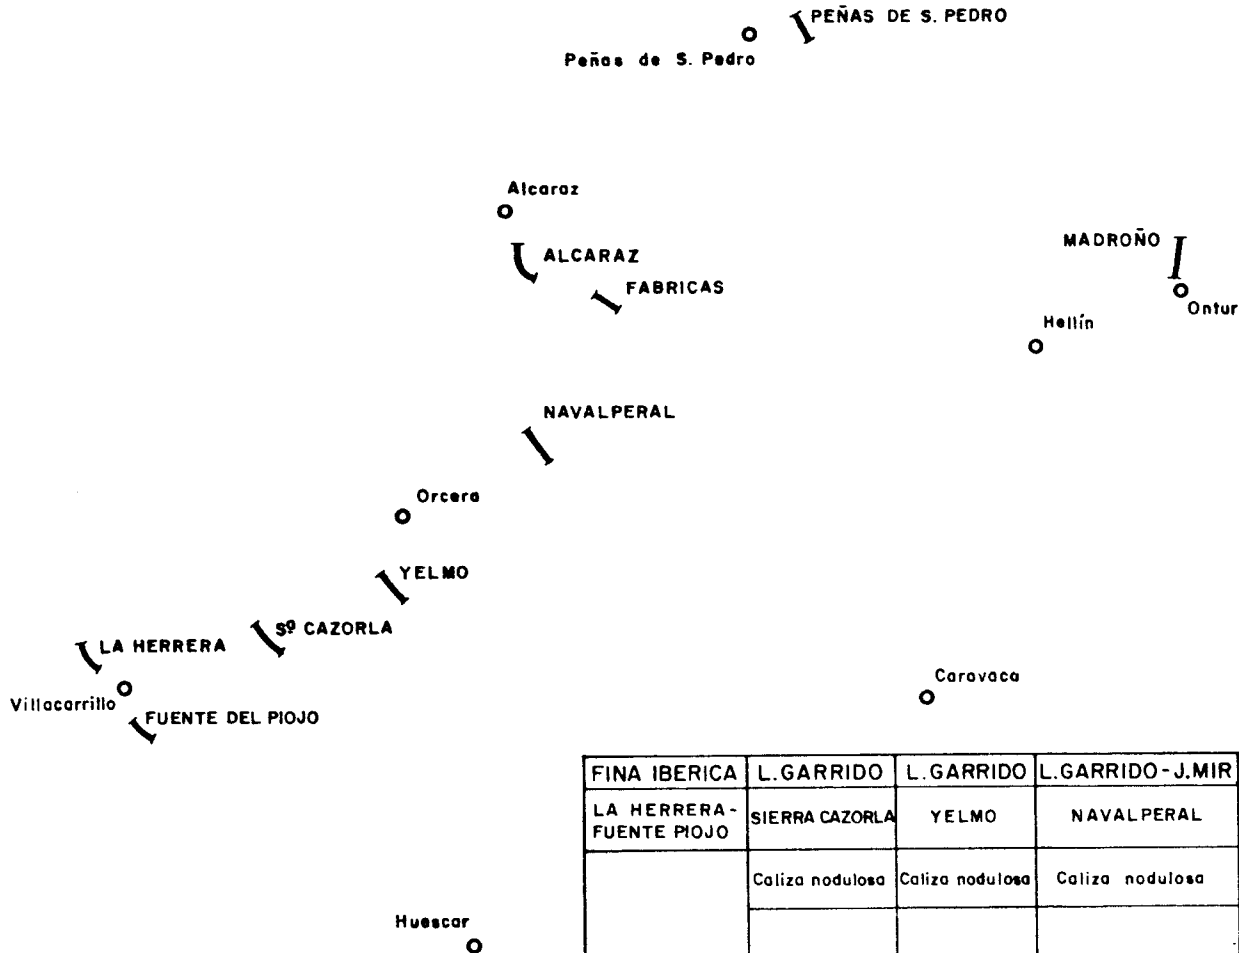 PEÑAS DE S. PEDRO
Peñas de S. Pedro
Alcaraz
ALCARAZ
FABRICAS
MADROÑO
Ontur
Hellín
NAVALPERAL
Orcera
YELMO
Sª CAZORLA
LA HERRERA
Villacarrillo
FUENTE DEL PIOJO
Caravaca
FINA IBERICA L.GARRIDO L.GARRIDO L.GARRIDO-J.MIR
LA HERRERA- SIERRA CAZORLA YELMO NAVALPERAL
FUENTE PIOJO
Caliza nodulosa Caliza nodulosa Caliza nodulosa
Huescar